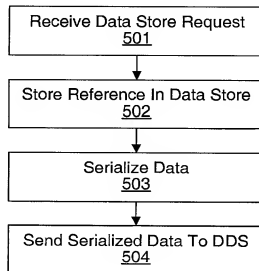 Receive Data Store Request
501
Store Reference In Data Store
502
Serialize Data
503
Send Serialized Data To DDS
504